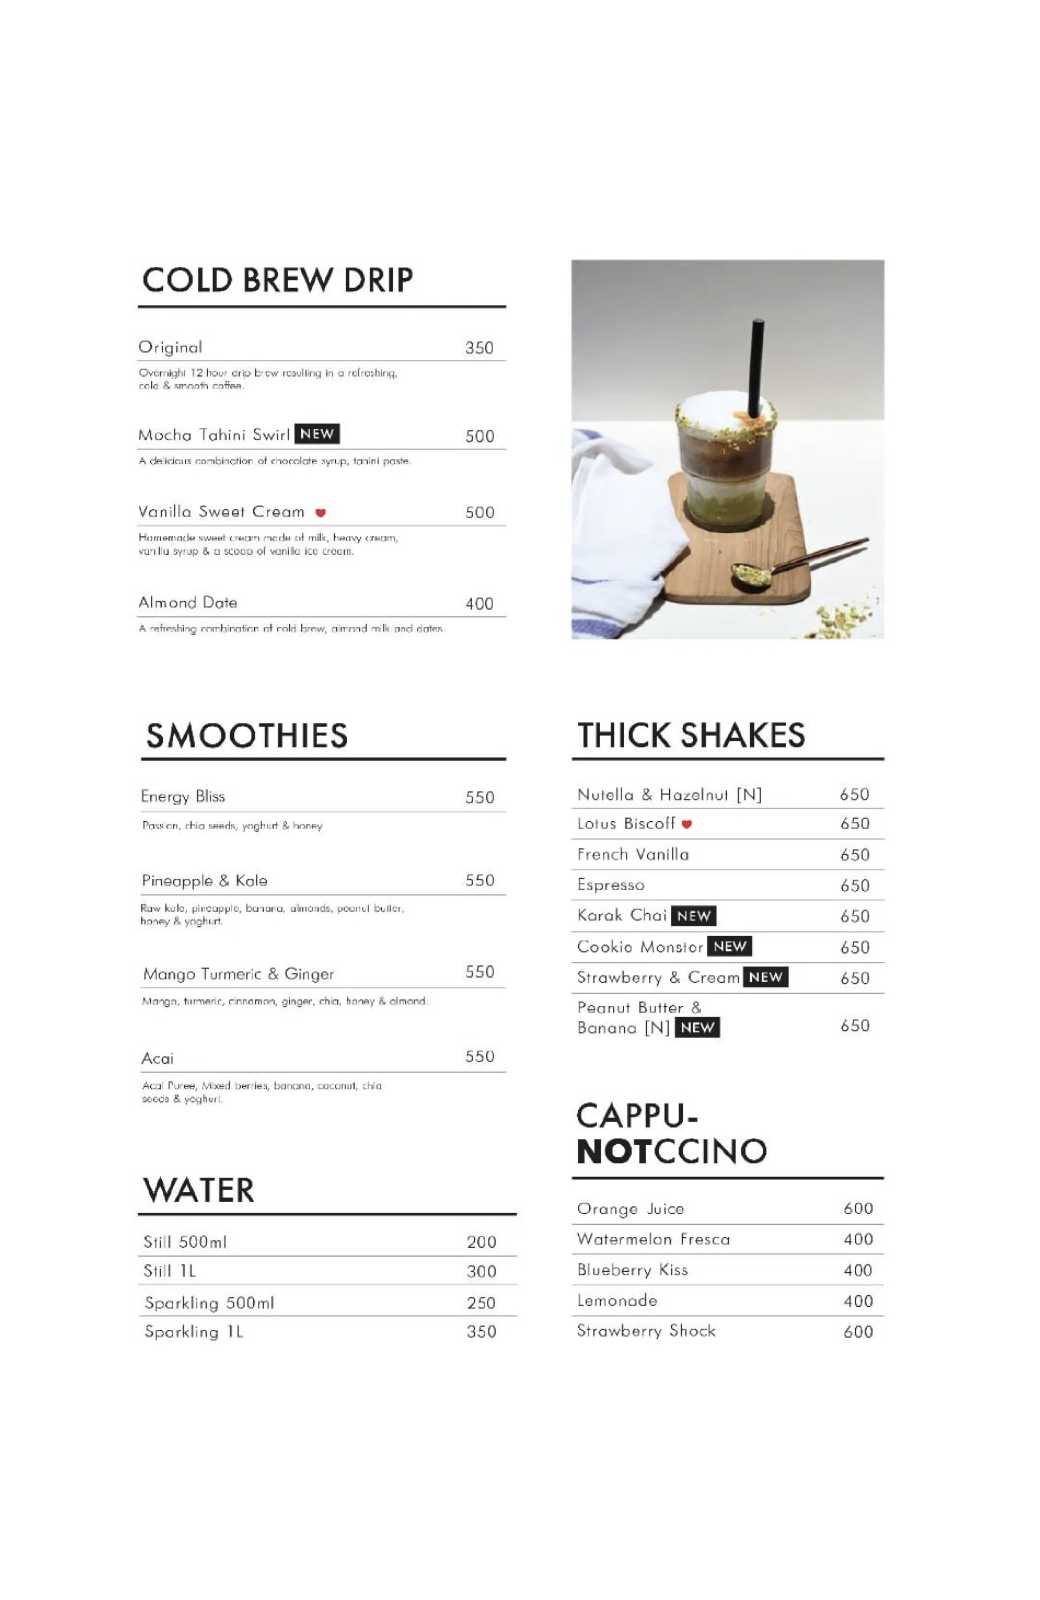 COLD BREW DRIP
Original 350
Overnight 12 hour drip brew resulting in a refreshing,
cold & smooth coffee.
Mocha Tahini Swirl NEW 500
A delicious combination of chocolate syrup, tahini paste.
Vanilla Sweet Cream 500
Homemade sweet cream made of milk, heavy cream,
vanilla syrup & a scoop of vanilla ice cream.
Almond Date 400
A refreshing combination of cold brew, almond milk and dates.
SMOOTHIES
Energy Bliss 550
Passion, chia seeds, yoghurt & honey
Pineapple & Kale 550
Raw kale, pineapple, banana, almonds, peanut butter,
honey & yoghurt.
Mango Turmeric & Ginger 550
Mango, turmeric, cinnamon, ginger, chia, honey & almond.
Acai 550
Acai Puree, Mixed berries, banana, coconut, chia
seeds & yoghurt.
WATER
Still 500ml 200
Still 1L 300
Sparkling 500ml 250
Sparkling 1L 350
THICK SHAKES
Nutella & Hazelnut [N] 650
Lotus Biscoff 650
French Vanilla 650
Espresso 650
Karak Chai NEW 650
Cookie Monster NEW 650
Strawberry & Cream NEW 650
Peanut Butter &
Banana [N] NEW 650
CAPPU-
NOTCCINO
Orange Juice 600
Watermelon Fresca 400
Blueberry Kiss 400
Lemonade 400
Strawberry Shock 600